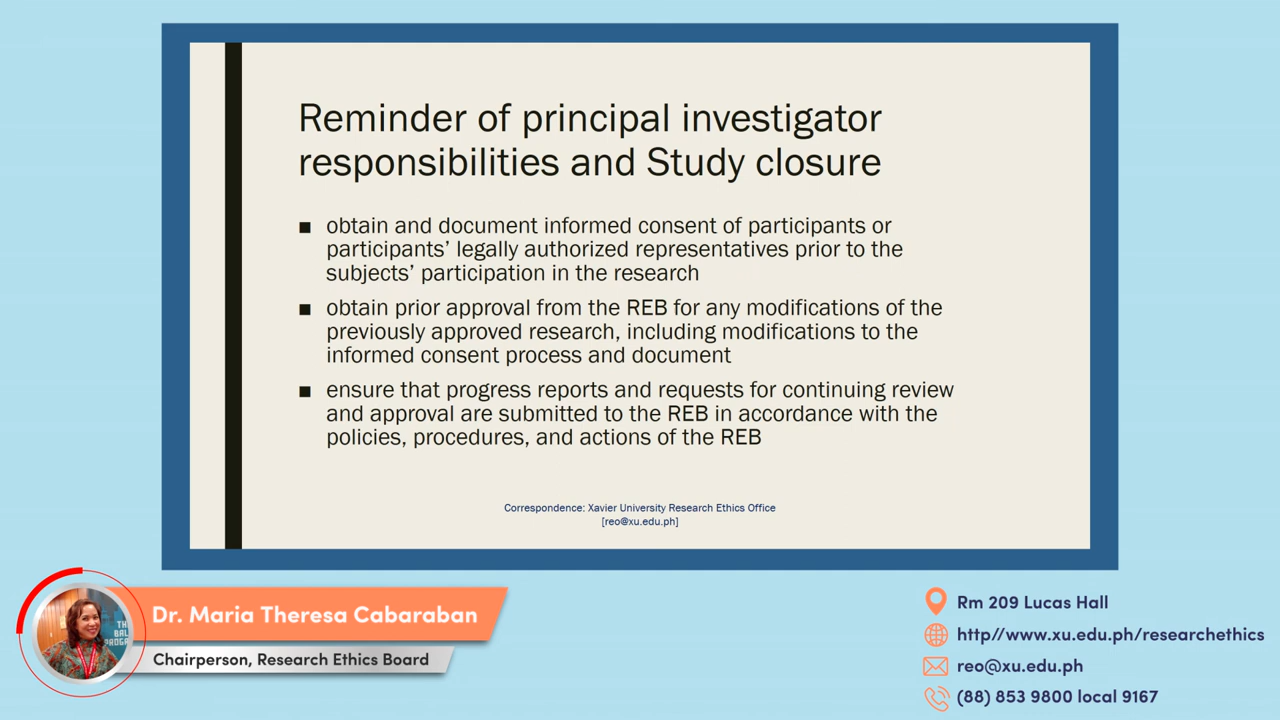 Reminder of principal investigator
responsibilities and Study closure
■ obtain and document informed consent of participants or
participants’ legally authorized representatives prior to the
subjects’ participation in the research
■ obtain prior approval from the REB for any modifications of the
previously approved research, including modifications to the
informed consent process and document
■ ensure that progress reports and requests for continuing review
and approval are submitted to the REB in accordance with the
policies, procedures, and actions of the REB
Correspondence: Xavier University Research Ethics Office
[reo@xu.edu.ph]
Dr. Maria Theresa Cabaraban
Chairperson, Research Ethics Board
Rm 209 Lucas Hall
http//www.xu.edu.ph/researchethics
reo@xu.edu.ph
(88) 853 9800 local 9167